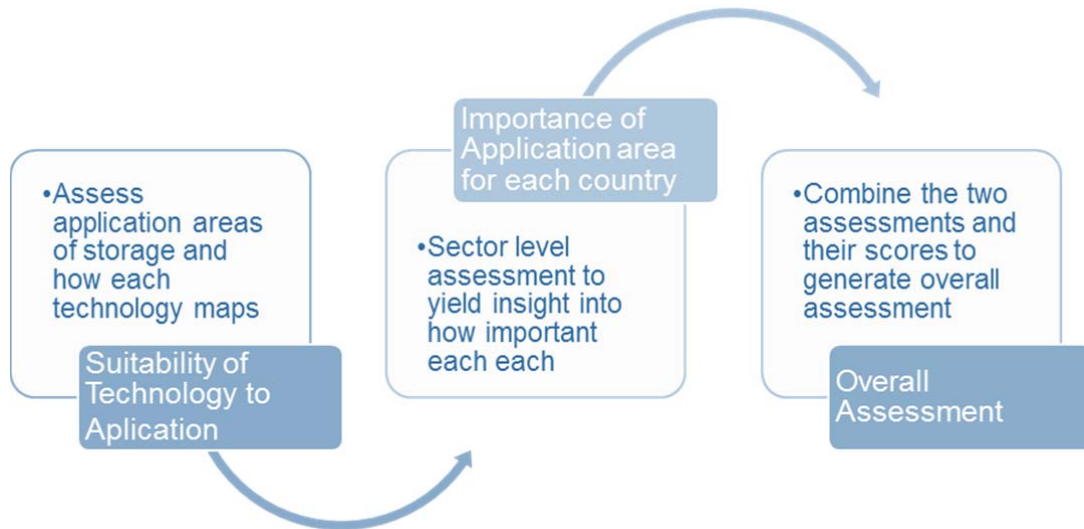 •Assess
application areas
of storage and
how each
technology maps
Suitability of
Technology to
Aplication
Importance of
Application area
for each country
•Sector level
assessment to
yield insight into
how important
each each
•Combine the two
assessments and
their scores to
generate overall
assessment
Overall
Assessment